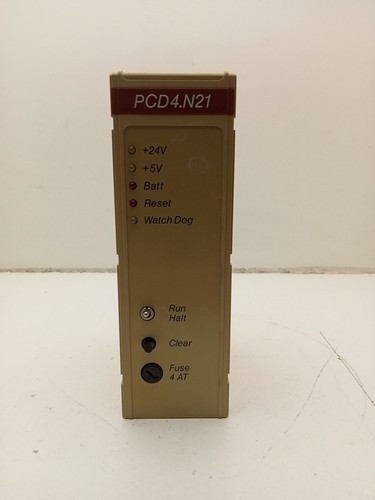 PCD4.N21
+24V
+5V
Batt
Reset
Watch Dog
Run
Halt
Clear
Fuse
4 AT